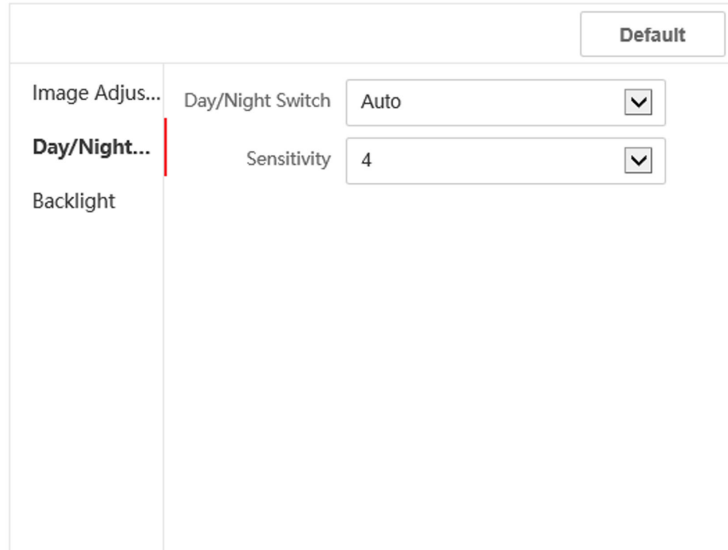 Default
Image Adjus...
Day/Night...
Backlight
Day/Night Switch Auto
Sensitivity 4